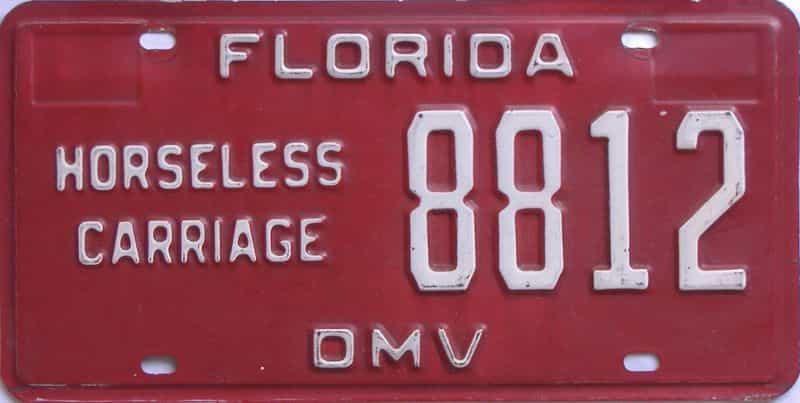 FLORIDA
HORSELESS
CARRIAGE
8812
DMV